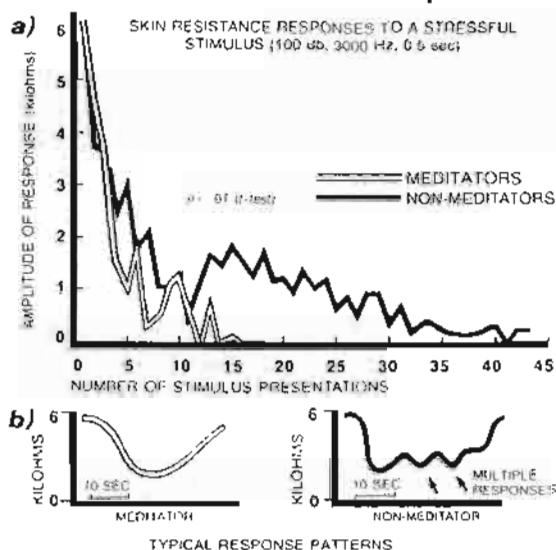 a)
SKIN RESISTANCE RESPONSES TO A STRESSFUL
STIMULUS (100 db, 3000 Hz, 0.5 sec)
AMPLITUDE OF RESPONSE (kilohms)
6
5
4
3
2
1
0
MEDITATORS
NON-MEDITATORS
(t-test)
0 5 10 15 20 25 30 35 40 45
NUMBER OF STIMULUS PRESENTATIONS
b)
KILOHMS
6
0
10 SEC
MEDITATOR
KILOHMS
6
0
10 SEC
MULTIPLE
RESPONSES
NON-MEDITATOR
TYPICAL RESPONSE PATTERNS